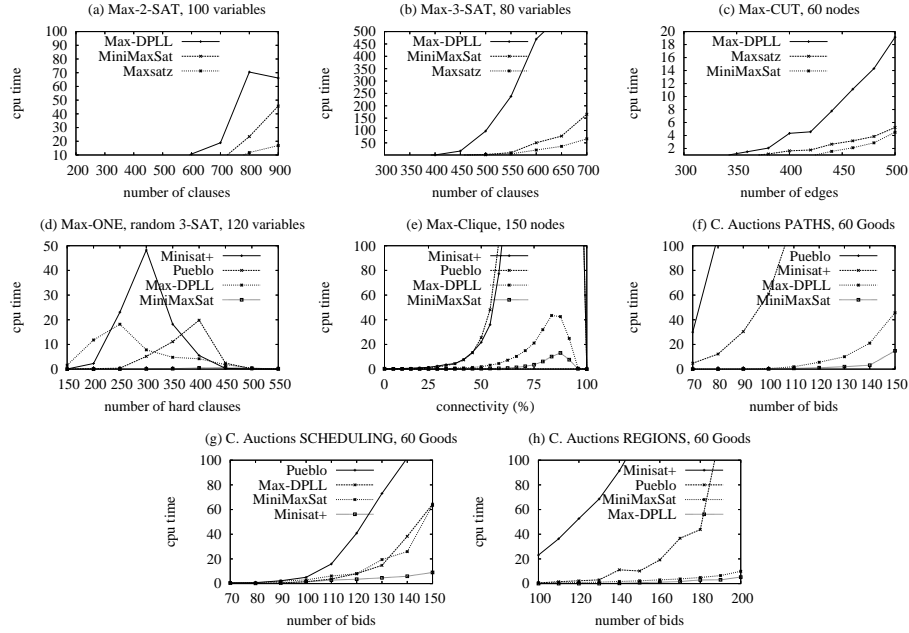 (a) Max-2-SAT, 100 variables
100
90
80
70
60
50
40
30
20
10
cpu time
Max-DPLL
MiniMaxSat
Maxsatz
200 300 400 500 600 700 800 900
number of clauses
(b) Max-3-SAT, 80 variables
500
450
400
350
300
250
200
150
100
50
cpu time
Max-DPLL
MiniMaxSat
Maxsatz
300 350 400 450 500 550 600 650 700
number of clauses
(c) Max-CUT, 60 nodes
20
18
16
14
12
10
8
6
4
2
cpu time
Max-DPLL
Maxsatz
MiniMaxSat
300 350 400 450 500
number of edges
(d) Max-ONE, random 3-SAT, 120 variables
50
40
30
20
10
0
cpu time
Minisat+
Pueblo
Max-DPLL
MiniMaxSat
150 200 250 300 350 400 450 500 550
number of hard clauses
(e) Max-Clique, 150 nodes
100
80
60
40
20
0
cpu time
Minisat+
Pueblo
Max-DPLL
MiniMaxSat
0 25 50 75 100
connectivity (%)
(f) C. Auctions PATHS, 60 Goods
100
80
60
40
20
0
cpu time
Pueblo
Minisat+
Max-DPLL
MiniMaxSat
70 80 90 100 110 120 130 140 150
number of bids
(g) C. Auctions SCHEDULING, 60 Goods
100
80
60
40
20
0
cpu time
Pueblo
Max-DPLL
MiniMaxSat
Minisat+
70 80 90 100 110 120 130 140 150
number of bids
(h) C. Auctions REGIONS, 60 Goods
100
80
60
40
20
0
cpu time
Minisat+
Pueblo
MiniMaxSat
Max-DPLL
100 120 140 160 180 200
number of bids